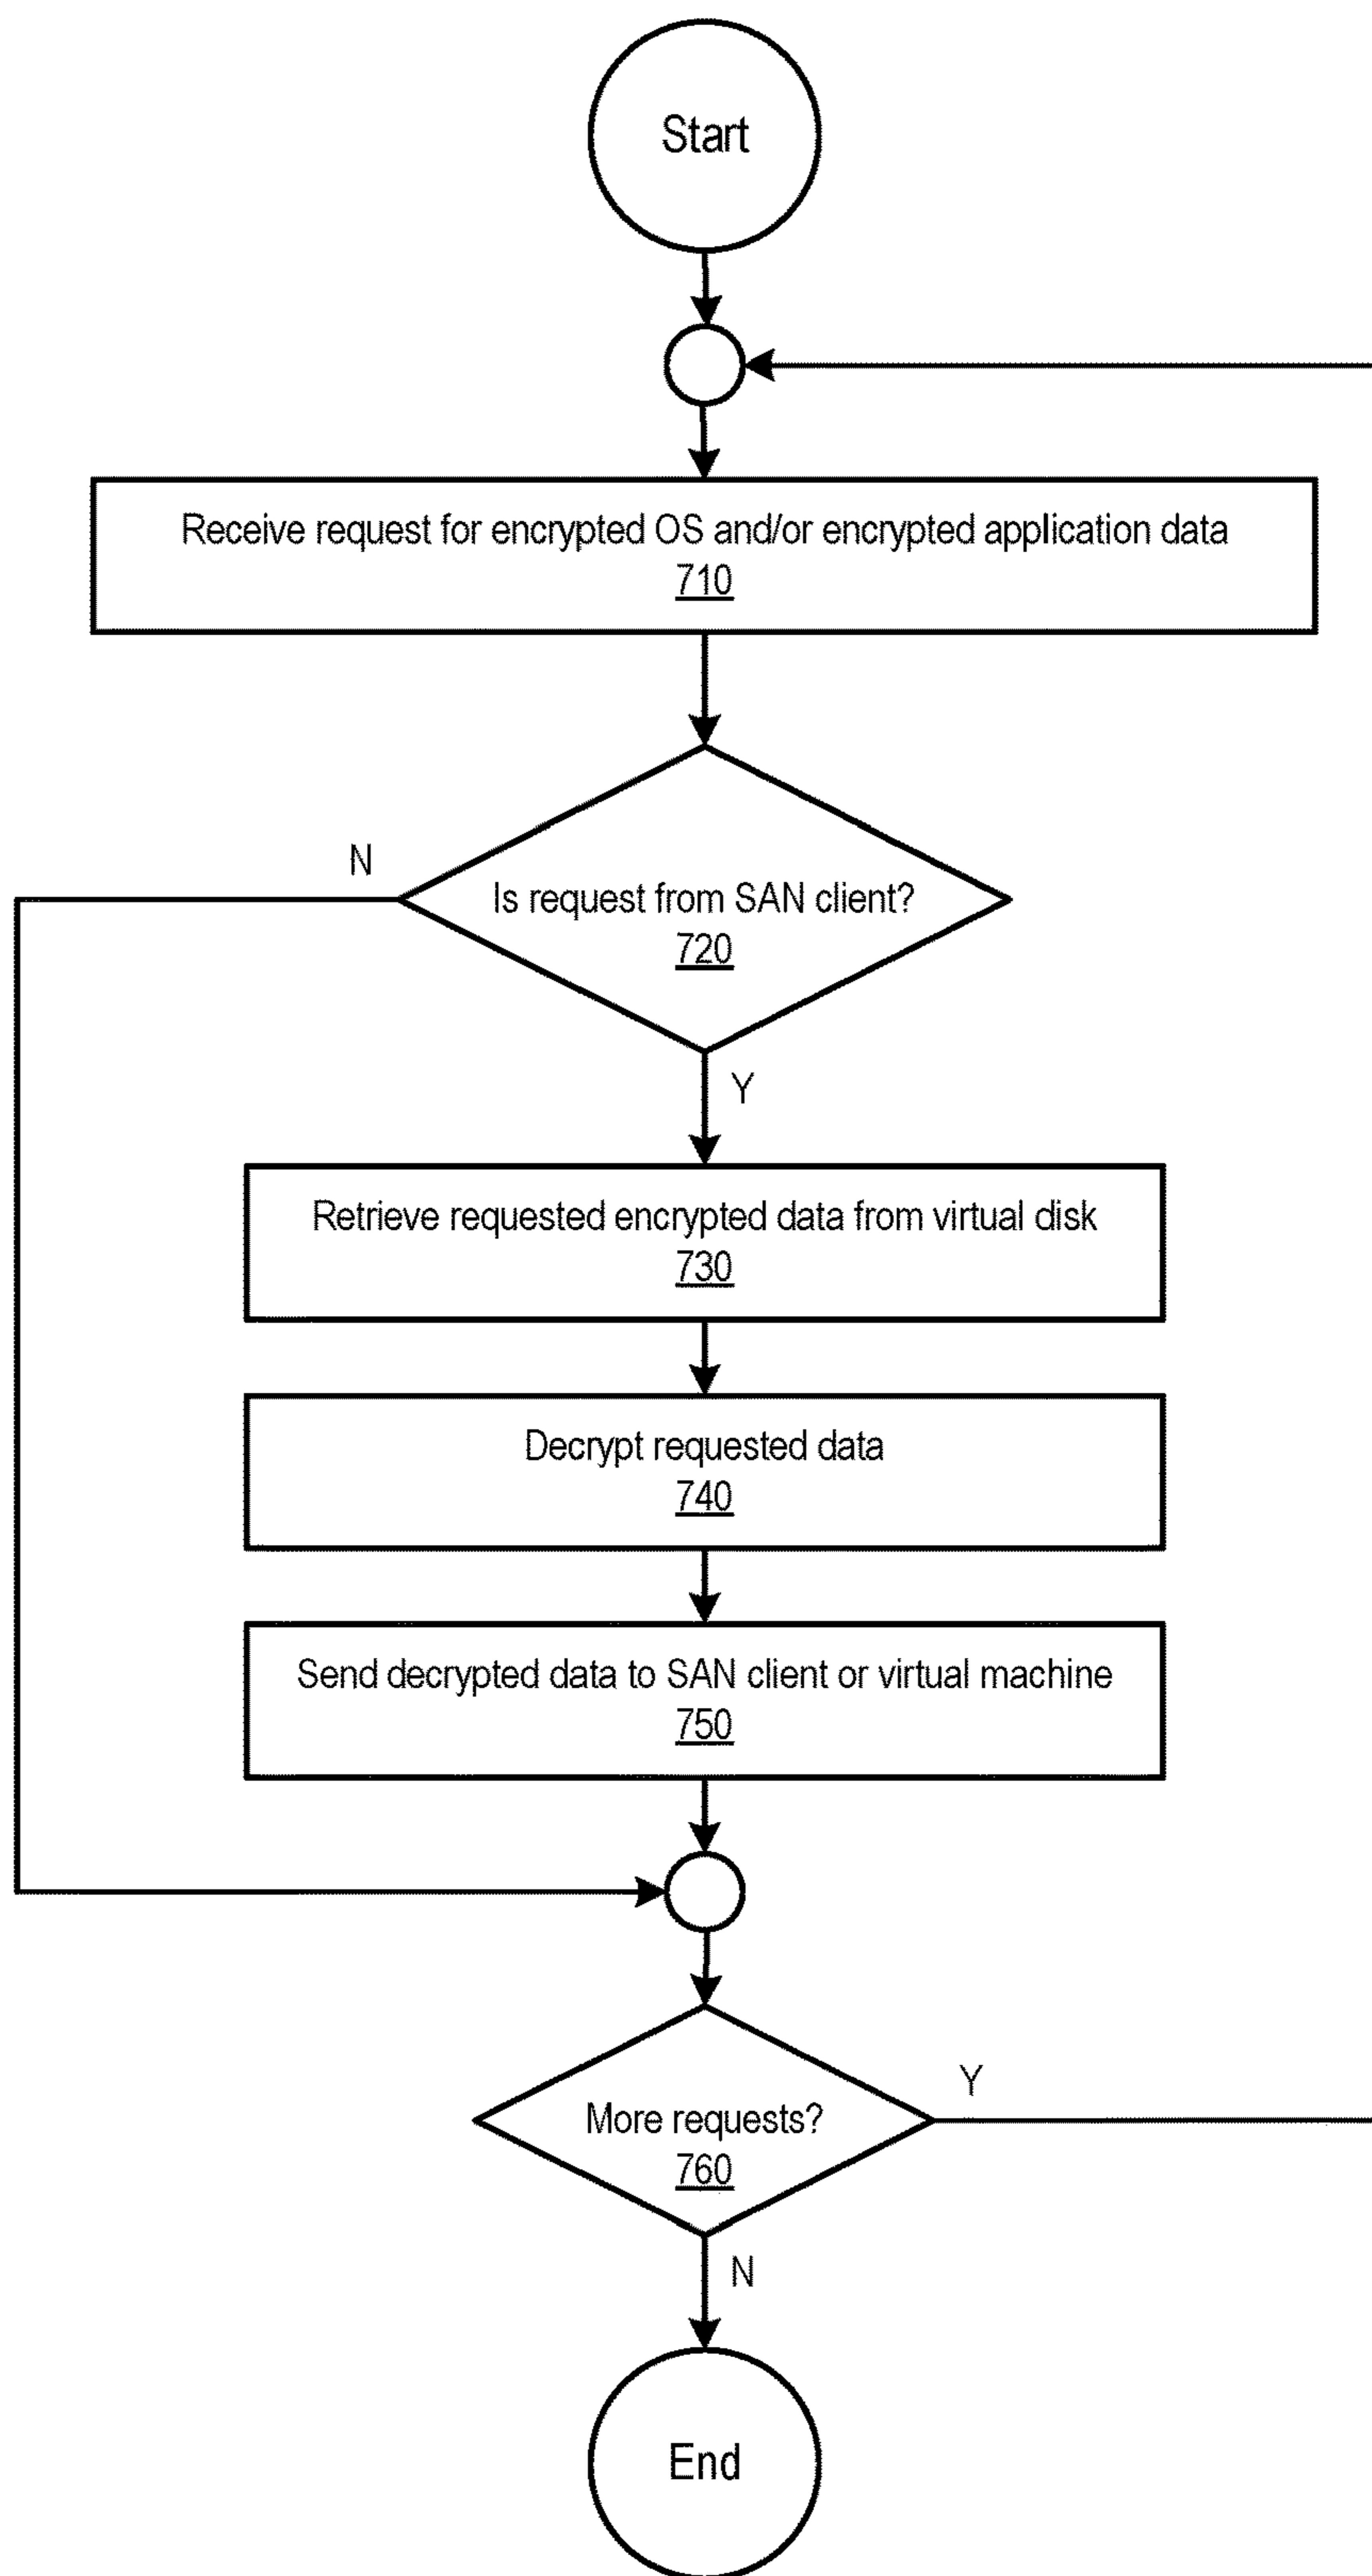 Start
Receive request for encrypted OS and/or encrypted application data
710
N
Is request from SAN client?
720
Y
Retrieve requested encrypted data from virtual disk
730
Decrypt requested data
740
Send decrypted data to SAN client or virtual machine
750
Y
More requests?
760
N
End